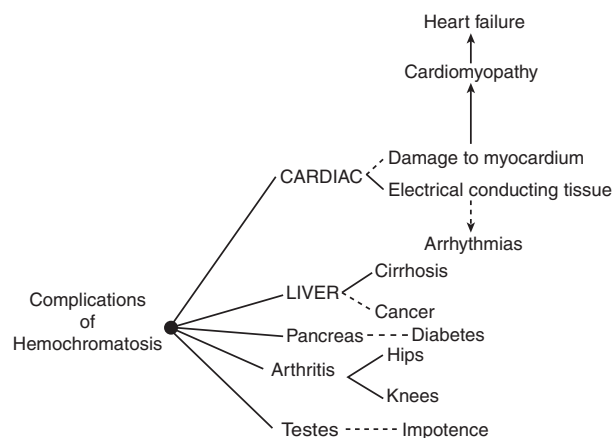 Heart failure
Cardiomyopathy
Damage to myocardium
CARDIAC
Electrical conducting tissue
Arrhythmias
Cirrhosis
LIVER
Cancer
Complications
of
Hemochromatosis
Pancreas
Diabetes
Hips
Arthritis
Knees
Testes
Impotence